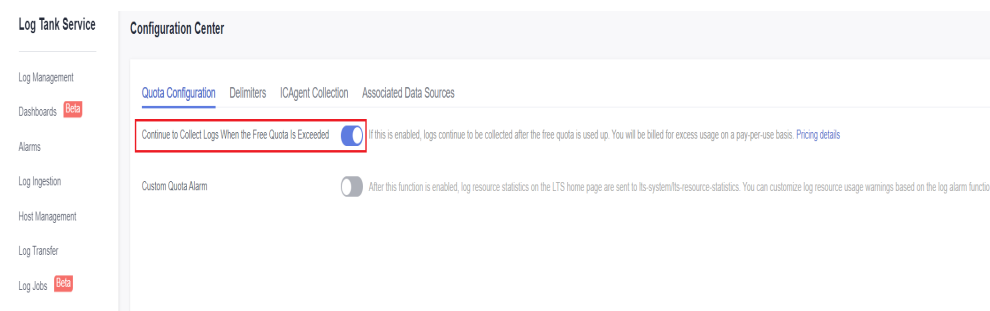 Log Tank Service
Configuration Center
Log Management
Dashboards Beta
Alarms
Log Ingestion
Host Management
Log Transfer
Log Jobs Beta
Quota Configuration Delimiters ICAgent Collection Associated Data Sources
Continue to Collect Logs When the Free Quota Is Exceeded If this is enabled, logs continue to be collected after the free quota is used up. You will be billed for excess usage on a pay-per-use basis. Pricing details
Custom Quota Alarm After this function is enabled, log resource statistics on the LTS home page are sent to lts-system/lts-resource-statistics. You can customize log resource usage warnings based on the log alarm functio